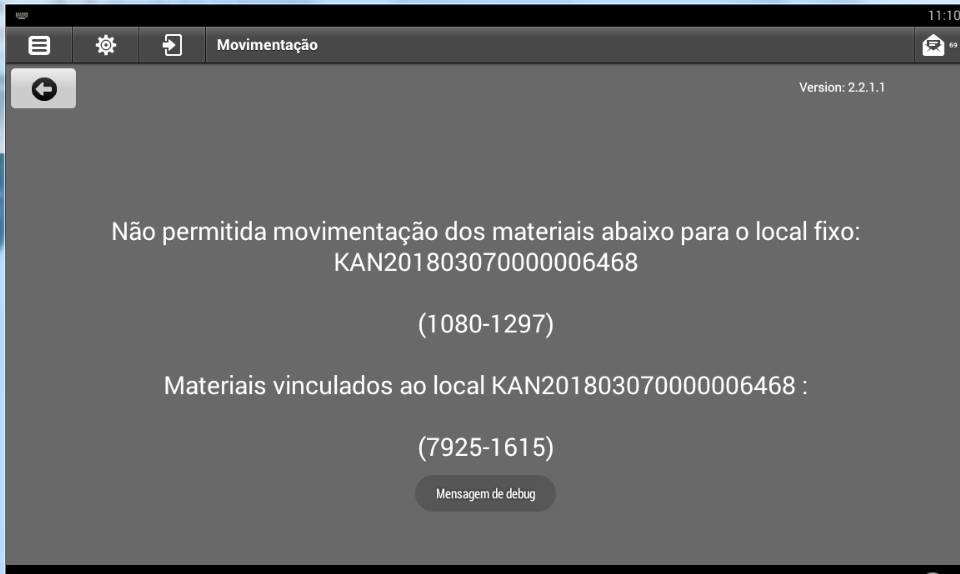 11:10
Movimentação
69
Version: 2.2.1.1
Não permitida movimentação dos materiais abaixo para o local fixo:
KAN201803070000006468
(1080-1297)
Materiais vinculados ao local KAN201803070000006468 :
(7925-1615)
Mensagem de debug